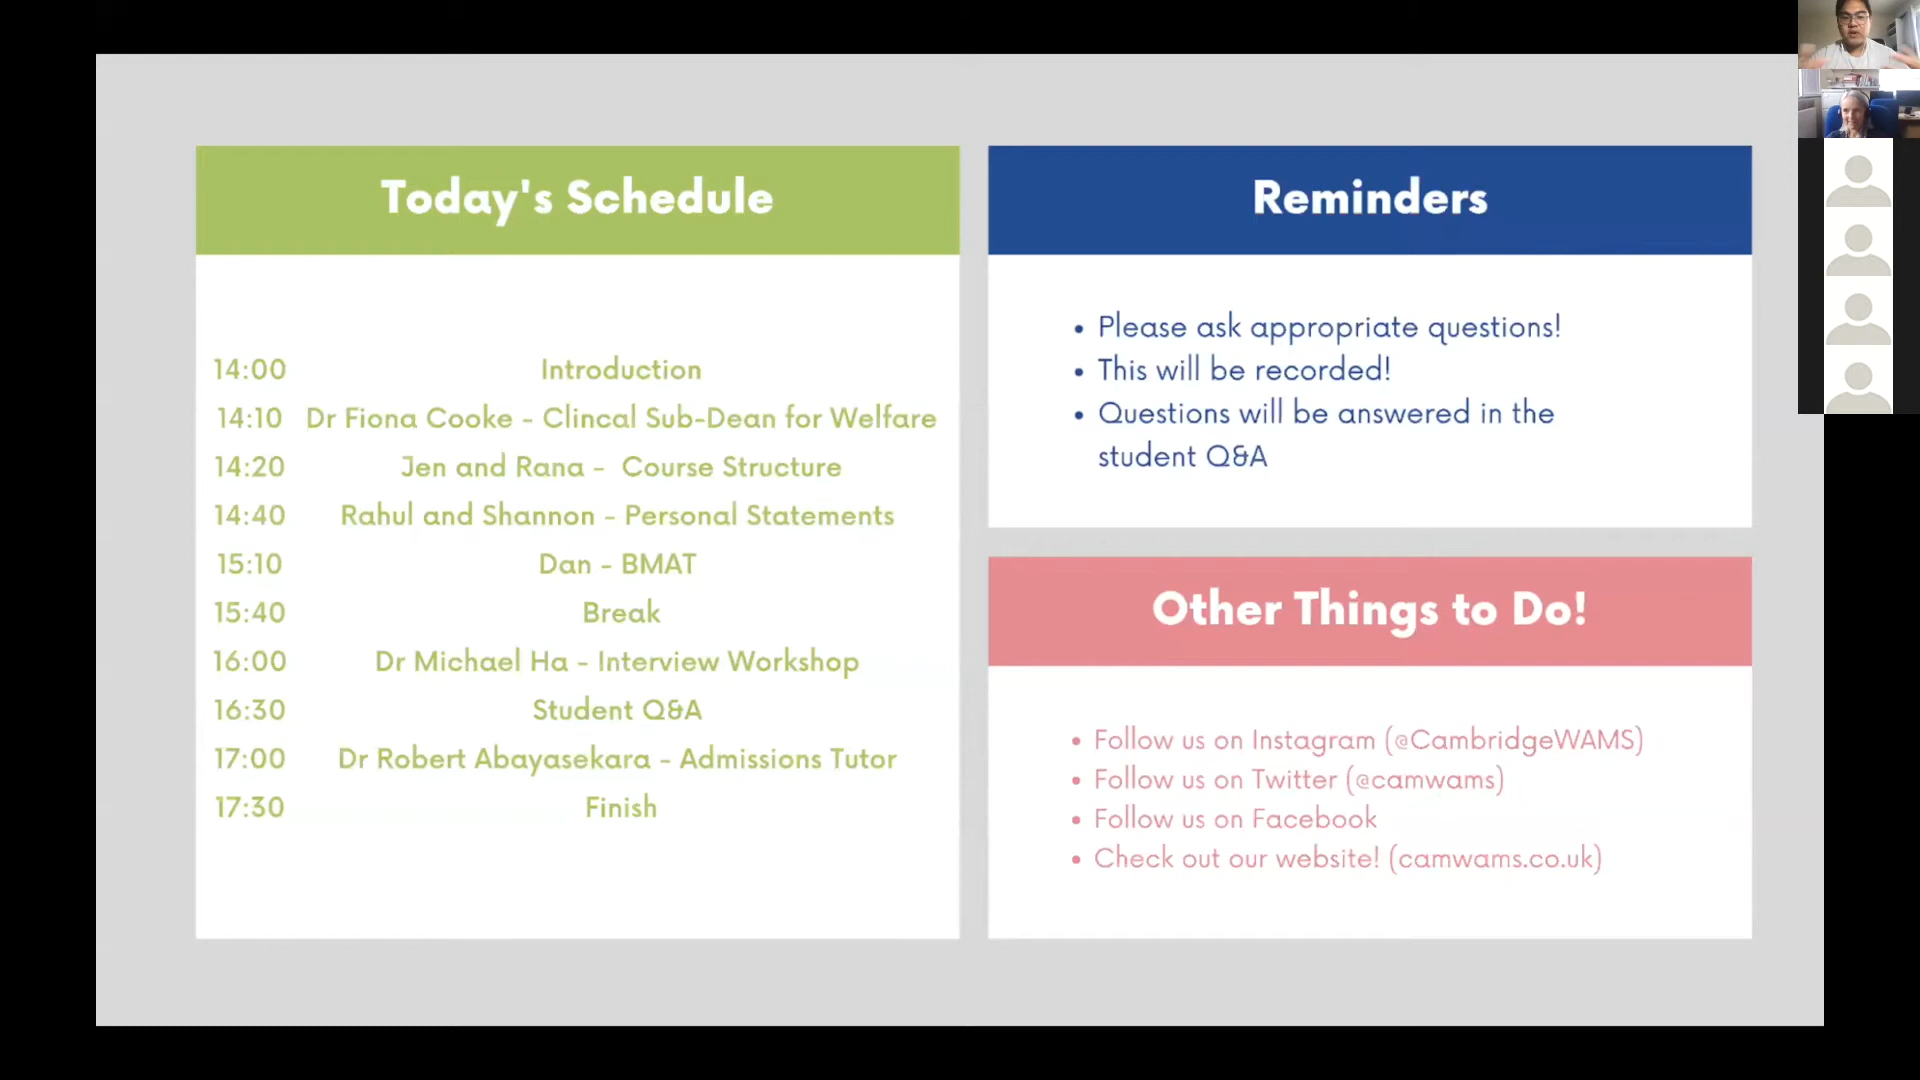 Today's Schedule
14:00 Introduction
14:10 Dr Fiona Cooke - Clincal Sub-Dean for Welfare
14:20 Jen and Rana - Course Structure
14:40 Rahul and Shannon - Personal Statements
15:10 Dan - BMAT
15:40 Break
16:00 Dr Michael Ha - Interview Workshop
16:30 Student Q&A
17:00 Dr Robert Abayasekara - Admissions Tutor
17:30 Finish
Reminders
• Please ask appropriate questions!
• This will be recorded!
• Questions will be answered in the
student Q&A
Other Things to Do!
• Follow us on Instagram (@CambridgeWAMS)
• Follow us on Twitter (@camwams)
• Follow us on Facebook
• Check out our website! (camwams.co.uk)